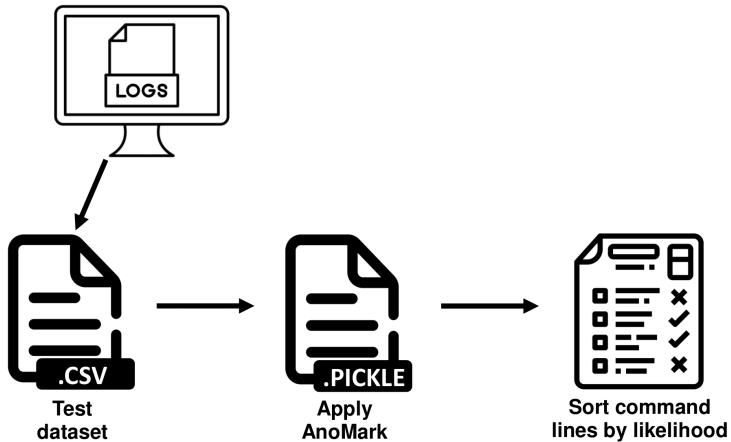 LOGS
.CSV
.PICKLE
Test
dataset
Apply
AnoMark
Sort command
lines by likelihood